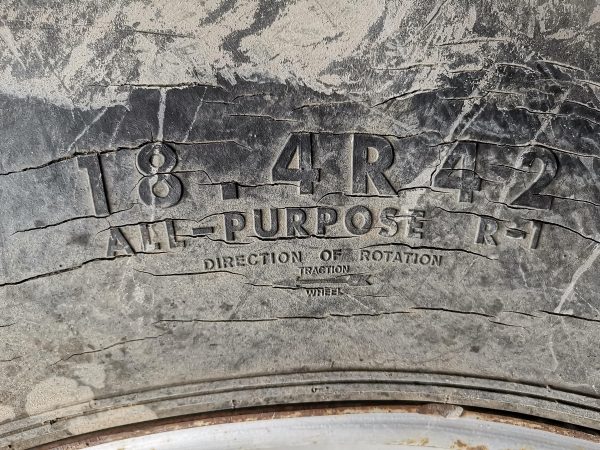 18.4R42
ALL-PURPOSE R-1
DIRECTION OF ROTATION
TRACTION
WHEEL